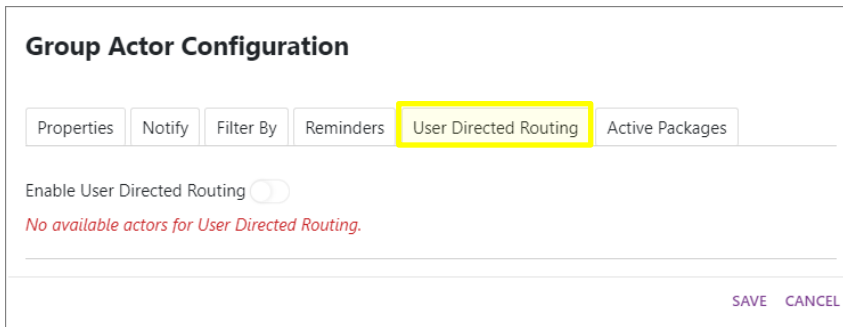 Group Actor Configuration
Properties Notify Filter By Reminders User Directed Routing Active Packages
Enable User Directed Routing
No available actors for User Directed Routing.
SAVE CANCEL